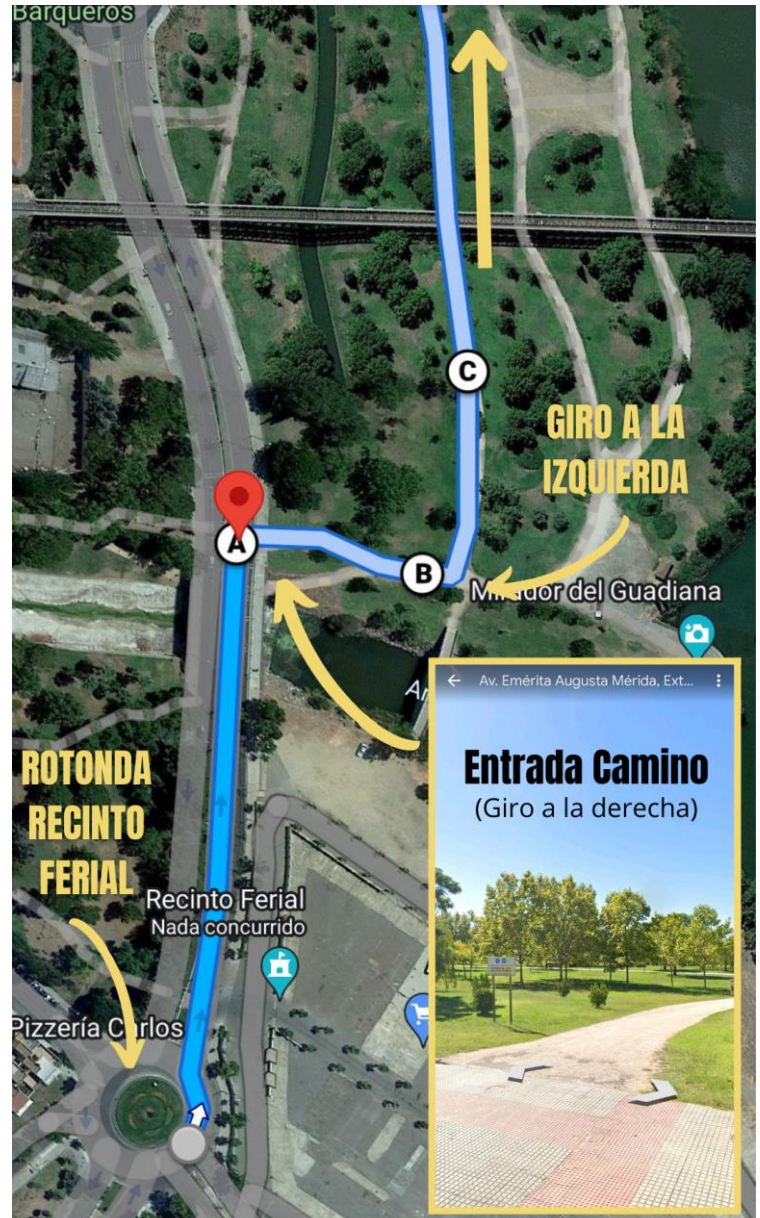 Barqueros
C
GIRO A LA
IZQUIERDA
A
B
Mirador del Guadiana
Av. Emérita Augusta Mérida, Ext...
Entrada Camino
(Giro a la derecha)
ROTONDA
RECINTO
FERIAL
Recinto Ferial
Nada concurrido
Pizzería Carlos